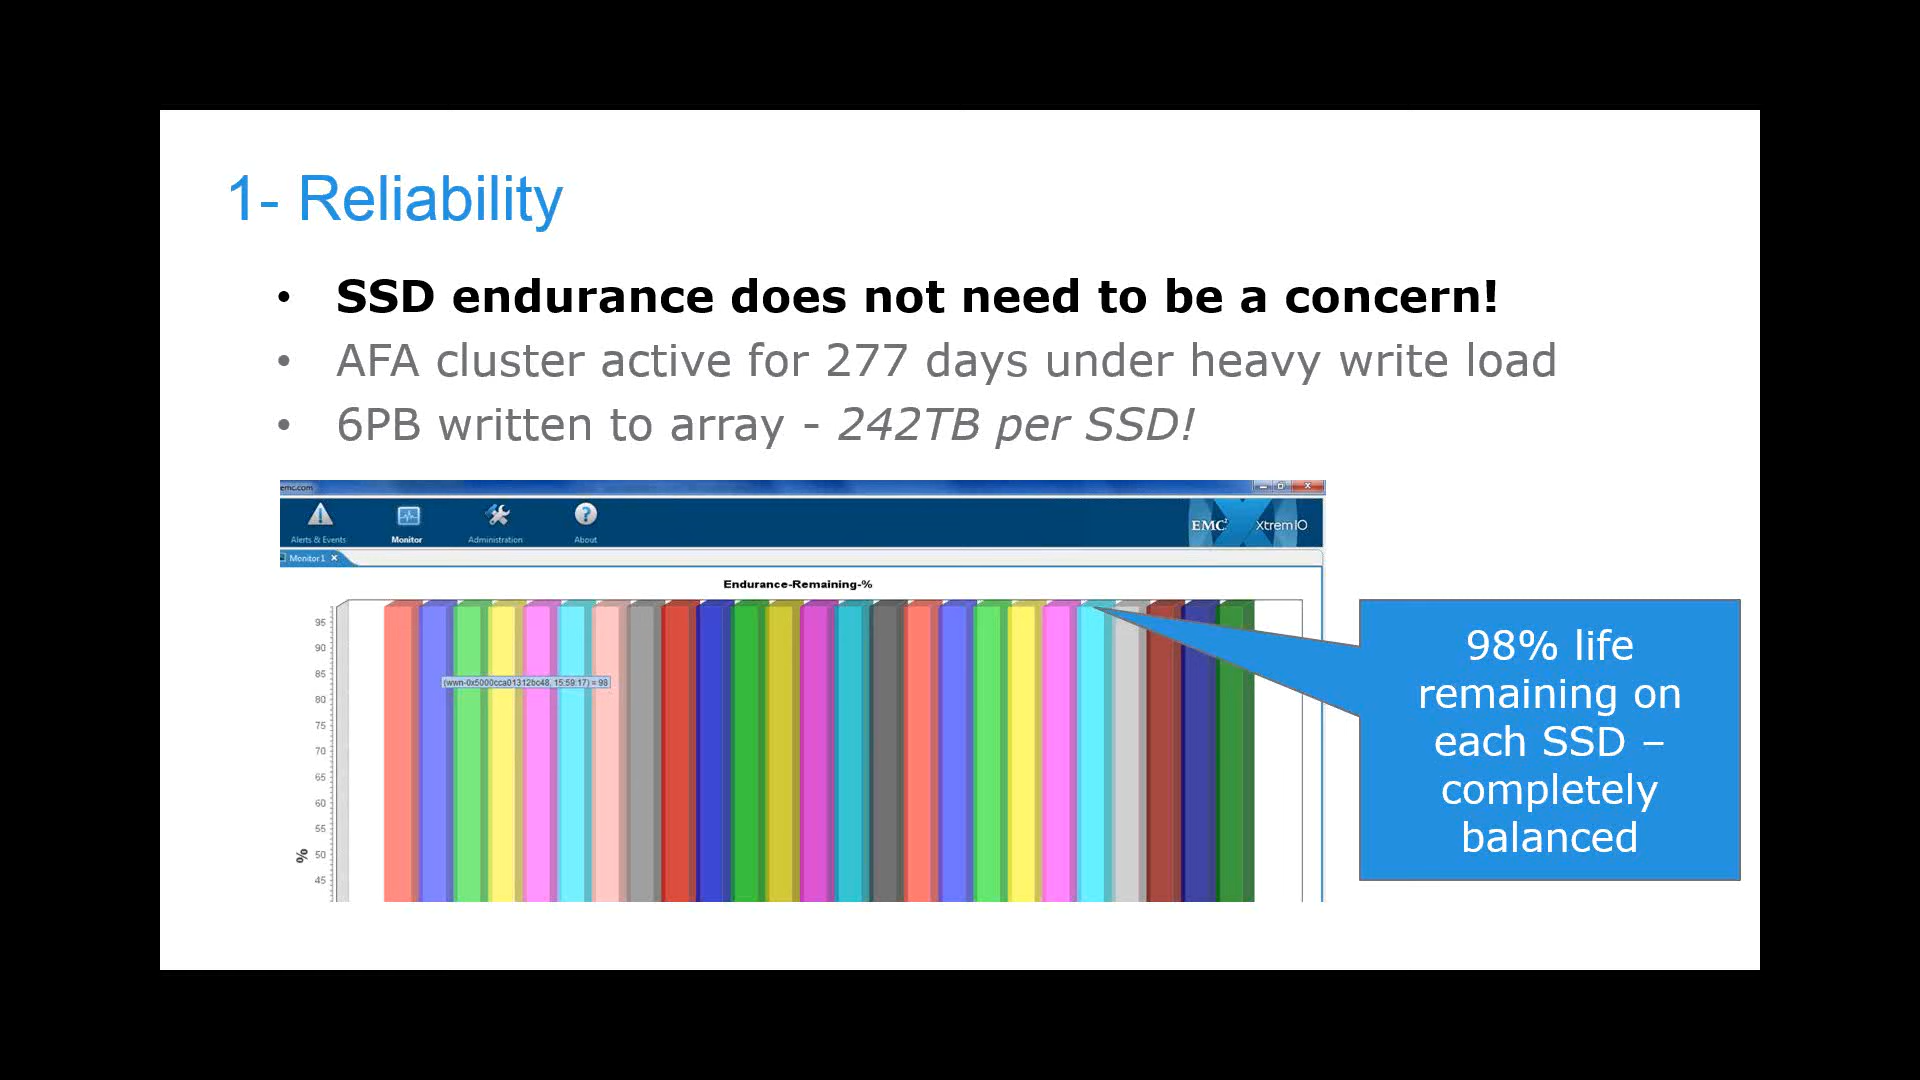 1- Reliability
• SSD endurance does not need to be a concern!
• AFA cluster active for 277 days under heavy write load
• 6PB written to array - 242TB per SSD!
emc.com
Alerts & Events
Monitor
Administration
About
EMC² XtremIO
Monitor1
Endurance-Remaining-%
95
90
85
80
75
70
65
60
55
50
45
%
(wwn-0x5000cca01312bc48, 15:59:17) = 98
98% life
remaining on
each SSD –
completely
balanced